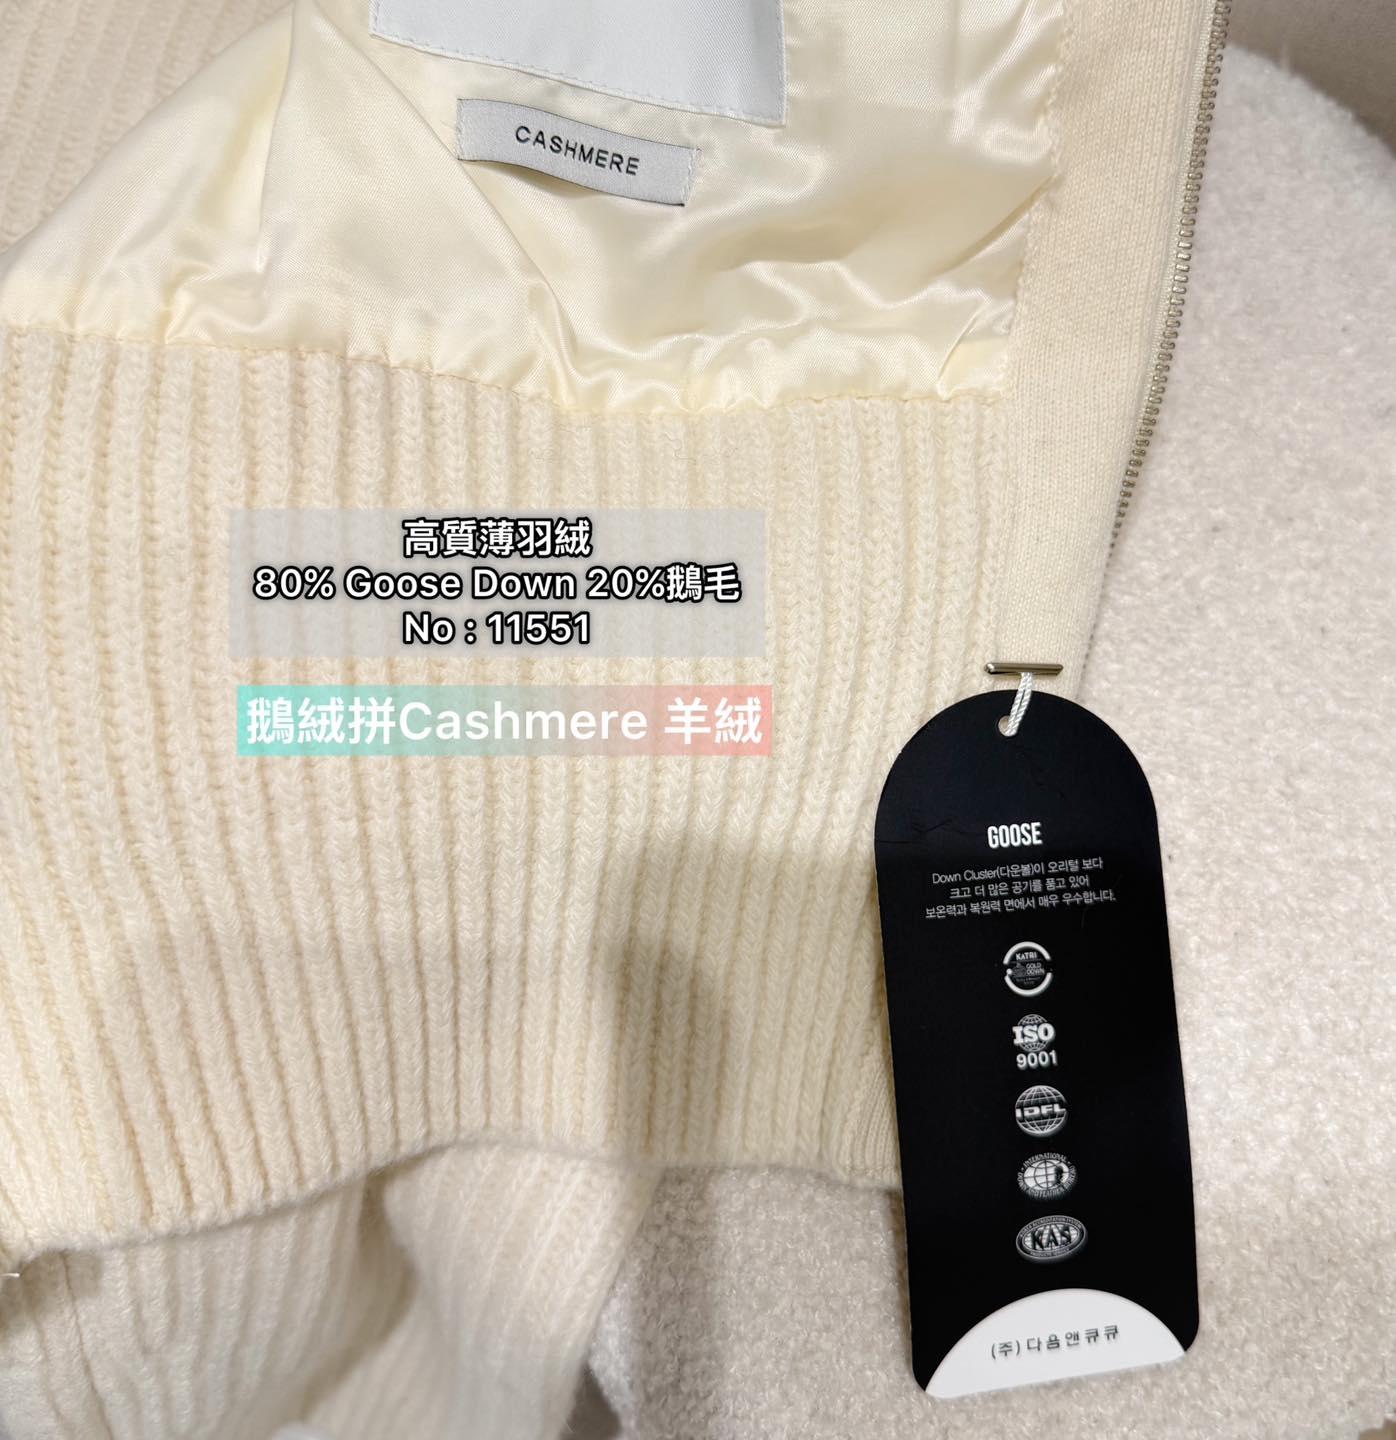 CASHMERE
高質薄羽絨
80% Goose Down 20%鵝毛
No : 11551
鵝絨拼Cashmere 羊絨
GOOSE
Down Cluster(다운볼)이 오리털 보다
크고 더 많은 공기를 품고 있어
보온력과 복원력 면에서 매우 우수합니다.
KATRI
GOLD
DOWN
ISO
9001
IDFL
INTERNATIONAL
KAS
(주)다음앤큐큐